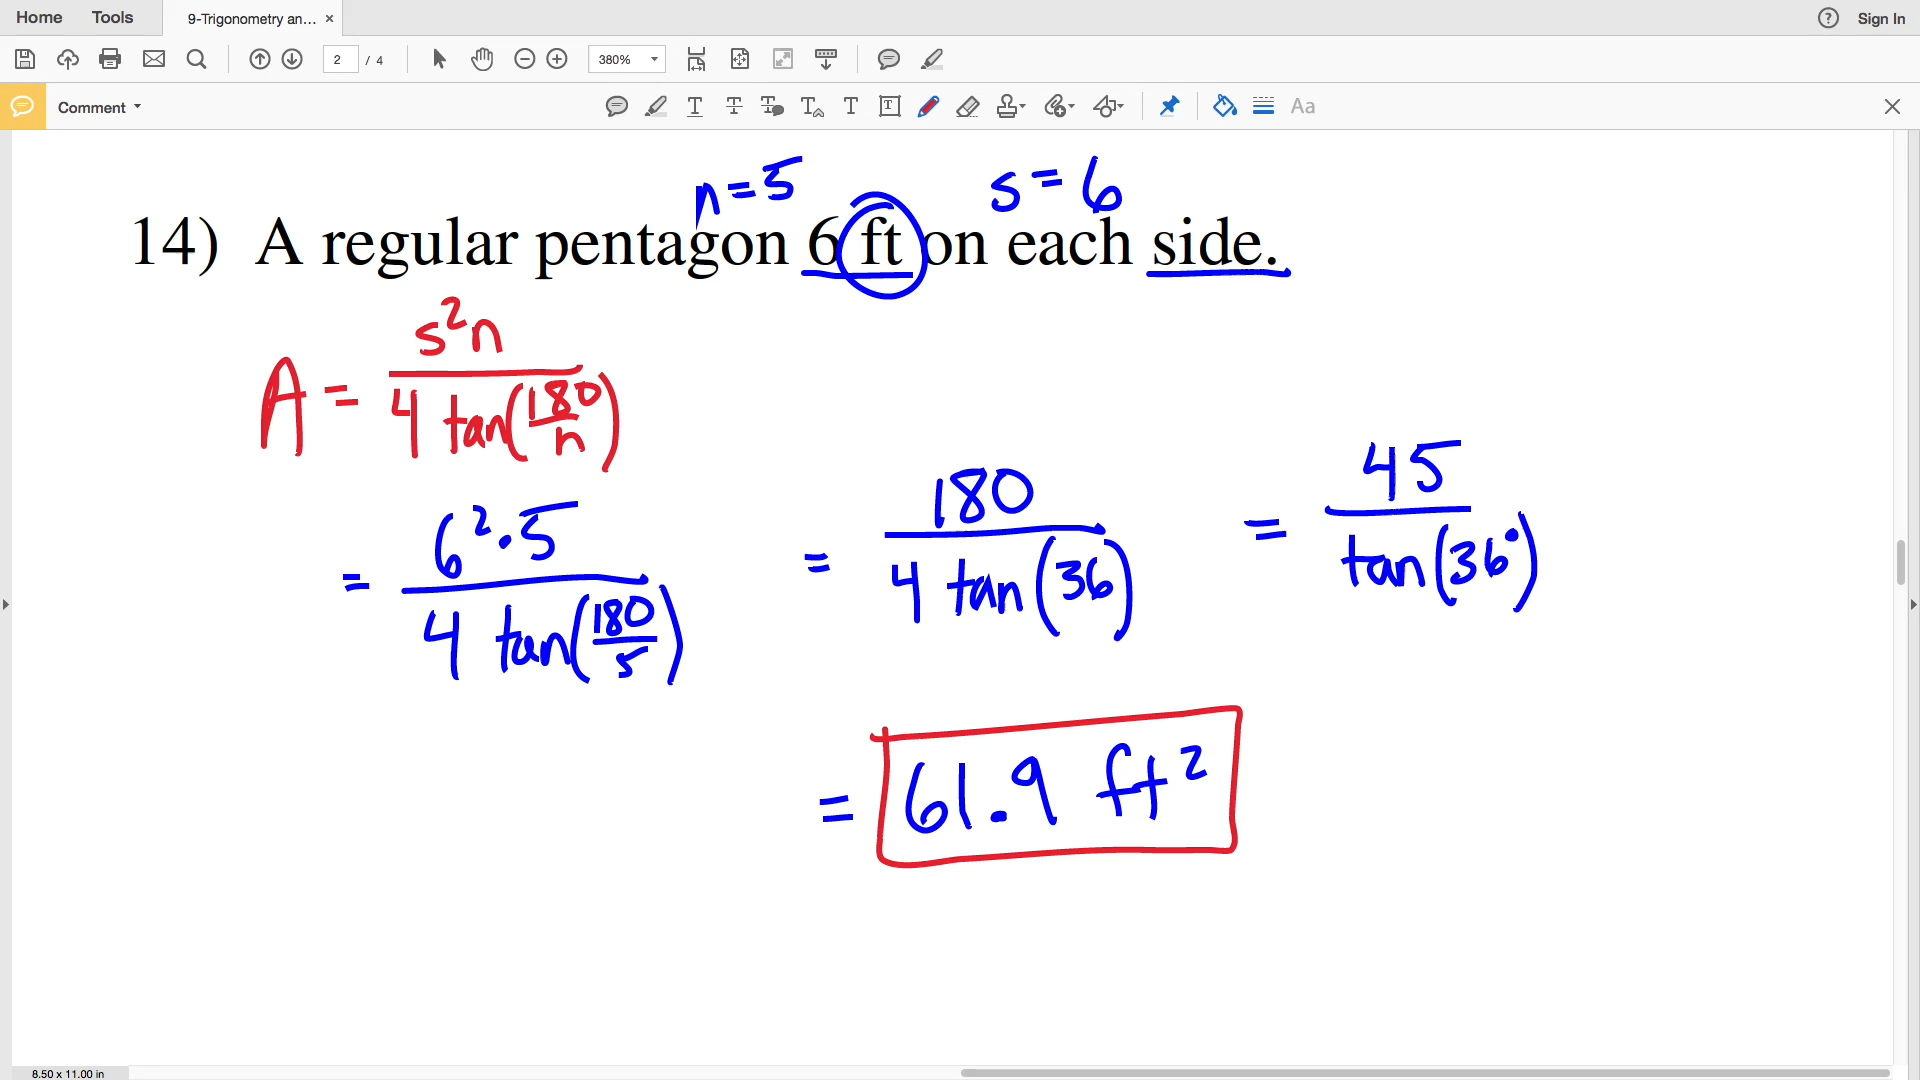 Home Tools 9-Trigonometry an... × ? Sign In
2 / 4 380%
Comment T T T T T T Aa
n=5 s=6
14) A regular pentagon 6 ft on each side.
A = s²n / 4 tan(180/n)
= 6²·5 / 4 tan(180/5) = 180 / 4 tan(36) = 45 / tan(36°)
= 61.9 ft²
8.50 x 11.00 in